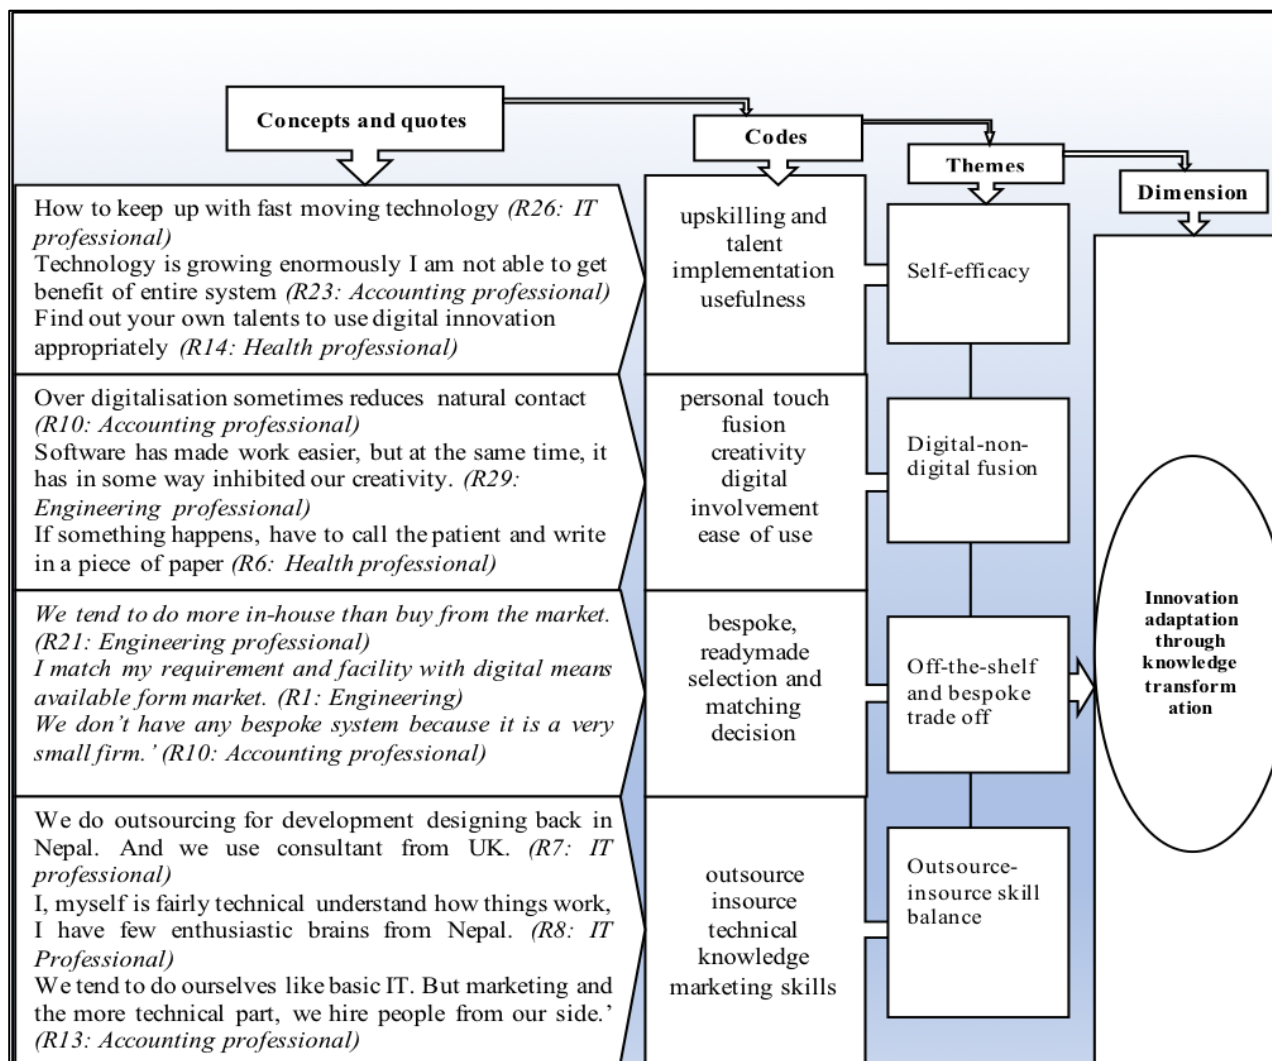 Concepts and quotes
Codes
Themes
Dimension
How to keep up with fast moving technology (R26: IT
professional)
Technology is growing enormously I am not able to get
benefit of entire system (R23: Accounting professional)
Find out your own talents to use digital innovation
appropriately (R14: Health professional)
upskilling and
talent
implementation
usefulness
Self-efficacy
Over digitalisation sometimes reduces natural contact
(R10: Accounting professional)
Software has made work easier, but at the same time, it
has in some way inhibited our creativity. (R29:
Engineering professional)
If something happens, have to call the patient and write
in a piece of paper (R6: Health professional)
personal touch
fusion
creativity
digital
involvement
ease of use
Digital-non-
digital fusion
We tend to do more in-house than buy from the market.
(R21: Engineering professional)
I match my requirement and facility with digital means
available form market. (R1: Engineering)
We don't have any bespoke system because it is a very
small firm.' (R10: Accounting professional)
bespoke,
readymade
selection and
matching
decision
Off-the-shelf
and bespoke
trade off
We do outsourcing for development designing back in
Nepal. And we use consultant from UK. (R7: IT
professional)
I, myself is fairly technical understand how things work,
I have few enthusiastic brains from Nepal. (R8: IT
Professional)
We tend to do ourselves like basic IT. But marketing and
the more technical part, we hire people from our side.'
(R13: Accounting professional)
outsource
insource
technical
knowledge
marketing skills
Outsource-
insource skill
balance
Innovation
adaptation
through
knowledge
transform
ation